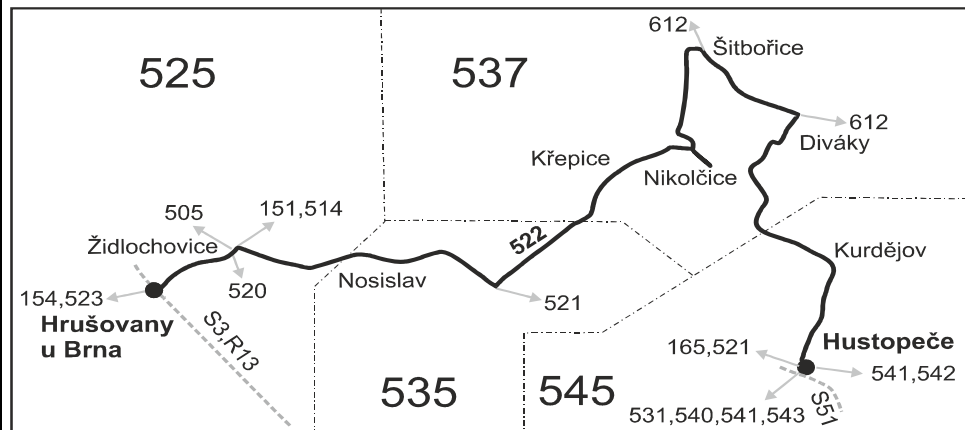 612
Šitbořice
525
537
612
Diváky
Křepice
Nikolčice
505
151,514
Židlochovice
522
Kurdějov
520
Nosislav
154,523
521
Hrušovany
u Brna
S3,R13
Hustopeče
165,521
541,542
535
545
531,540,541,543
S51